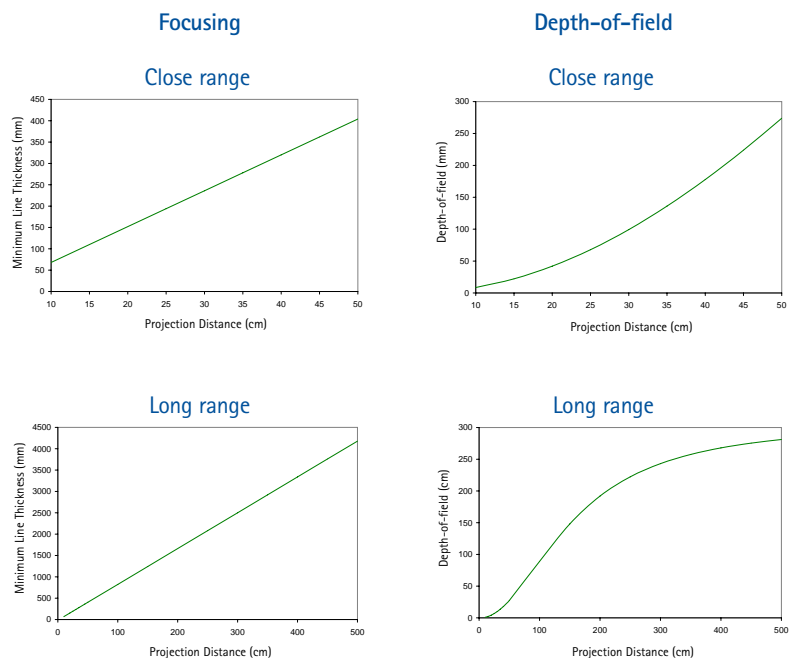 Focusing
Depth-of-field
Close range
Close range
450
400
350
300
250
200
150
100
50
0
Minimum Line Thickness (mm)
10 15 20 25 30 35 40 45 50
Projection Distance (cm)
300
250
200
150
100
50
0
Depth-of-field (mm)
10 15 20 25 30 35 40 45 50
Projection Distance (cm)
Long range
Long range
4500
4000
3500
3000
2500
2000
1500
1000
500
0
Minimum Line Thickness (mm)
0 100 200 300 400 500
Projection Distance (cm)
300
250
200
150
100
50
0
Depth-of-field (cm)
0 100 200 300 400 500
Projection Distance (cm)